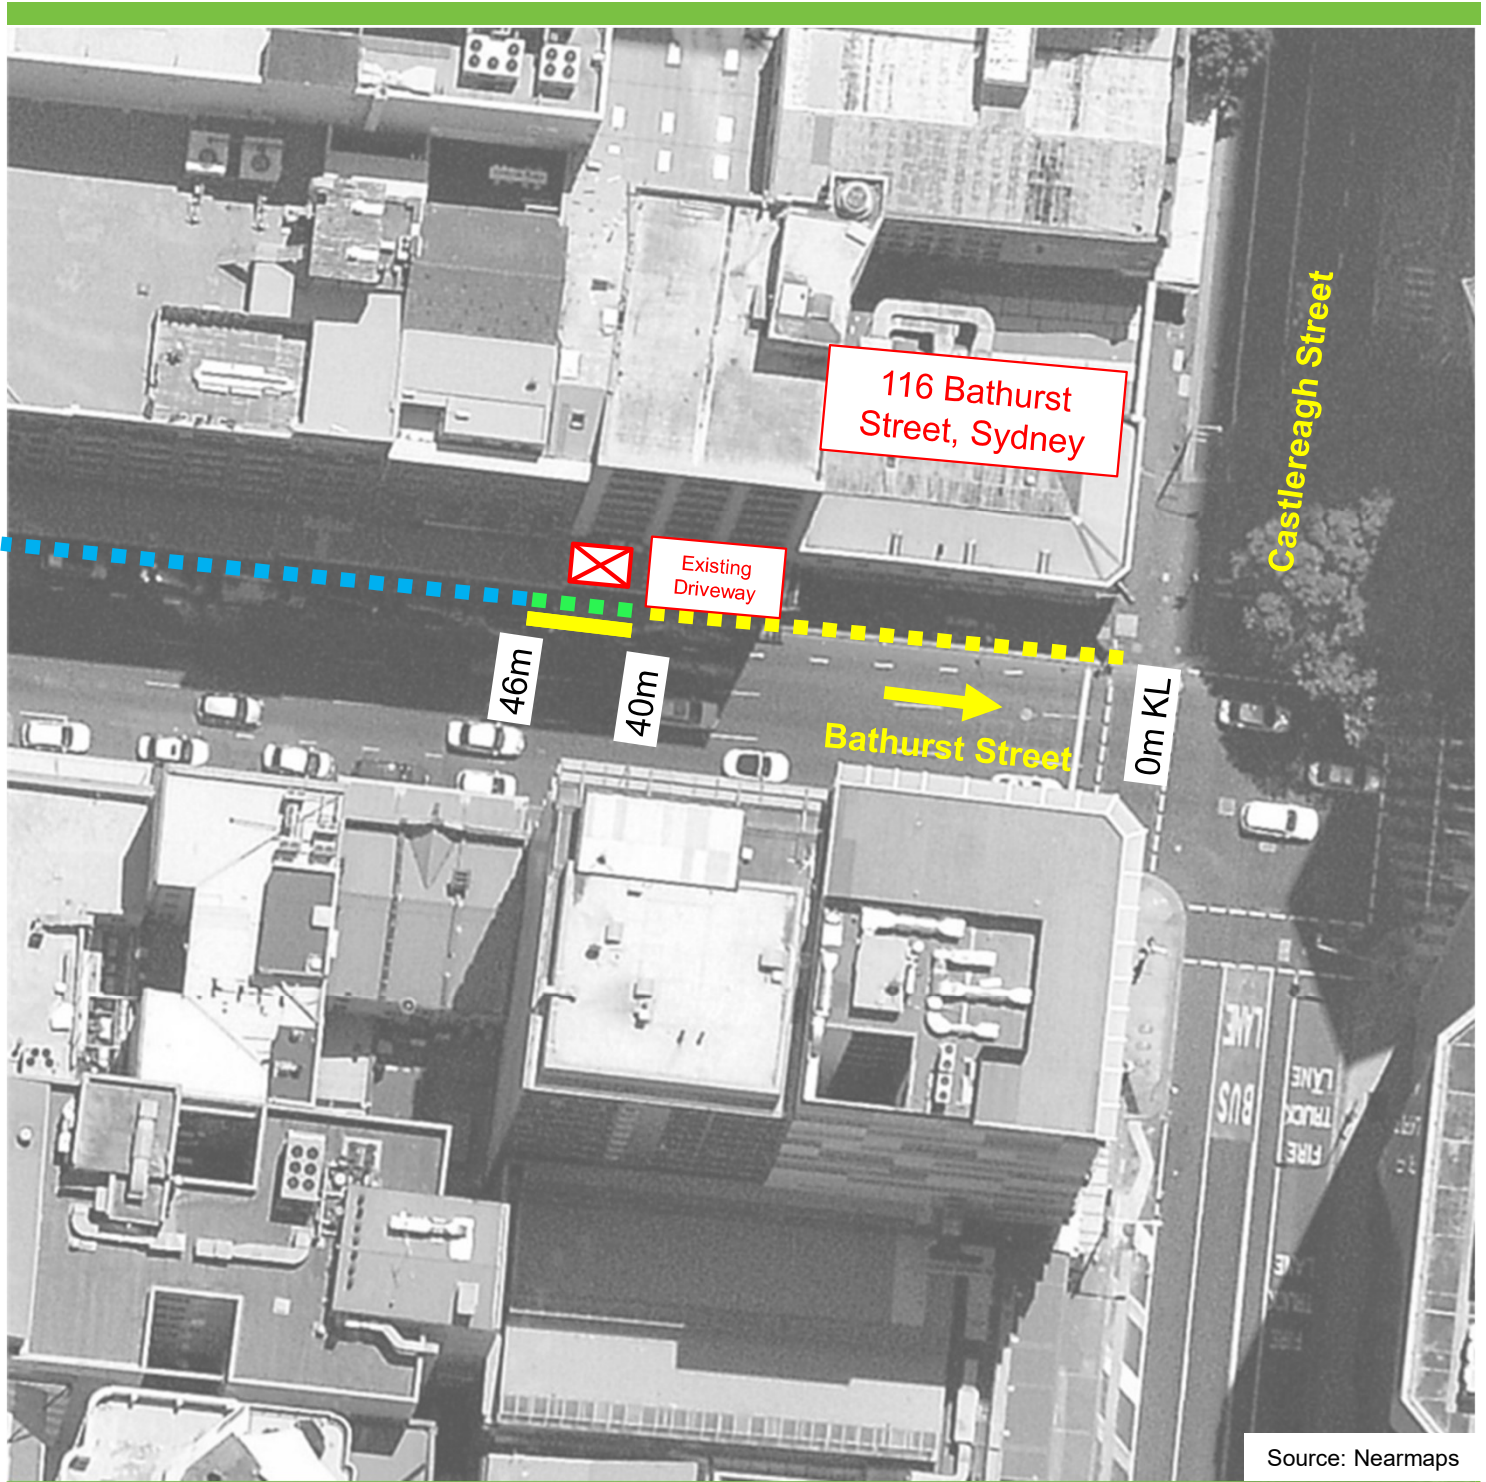 116 Bathurst
Street, Sydney
Castlereagh Street
Existing
Driveway
46m
40m
0m KL
Bathurst Street
LANE
BUS
LANE
TRUCK
FIRE
Source: Nearmaps